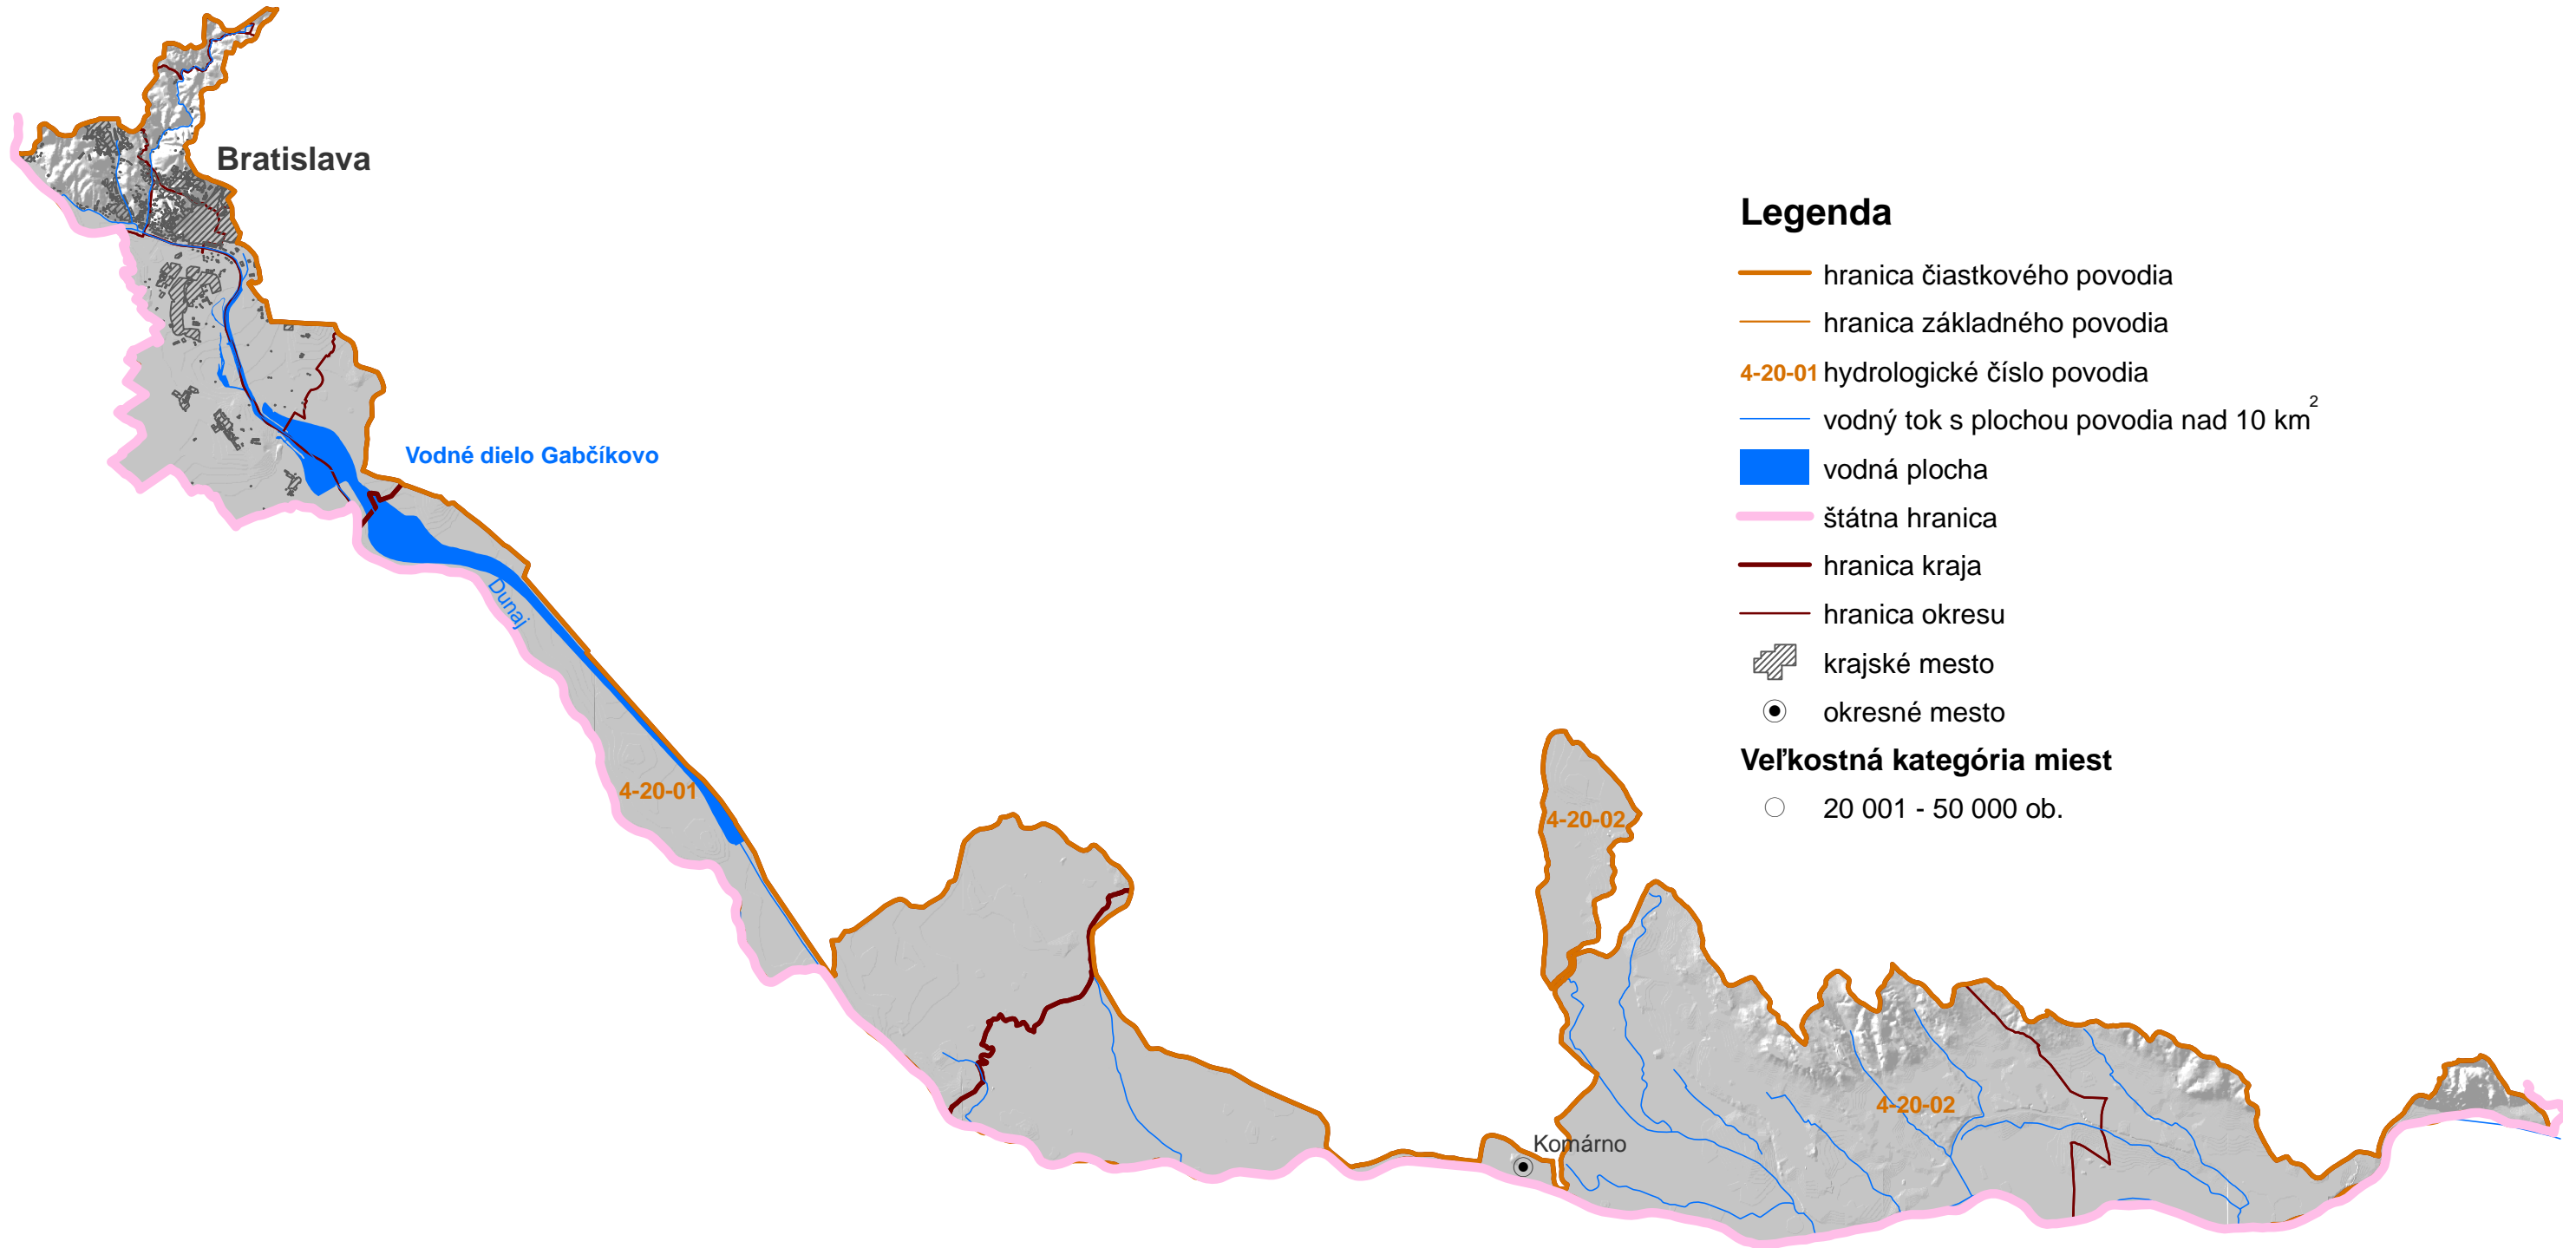 Bratislava
Vodné dielo Gabčíkovo
Dunaj
4-20-01
4-20-02
Komárno
4-20-02
Legenda
hranica čiastkového povodia
hranica základného povodia
4-20-01 hydrologické číslo povodia
vodný tok s plochou povodia nad 10 km²
vodná plocha
štátna hranica
hranica kraja
hranica okresu
krajské mesto
okresné mesto
Veľkostná kategória miest
20 001 - 50 000 ob.